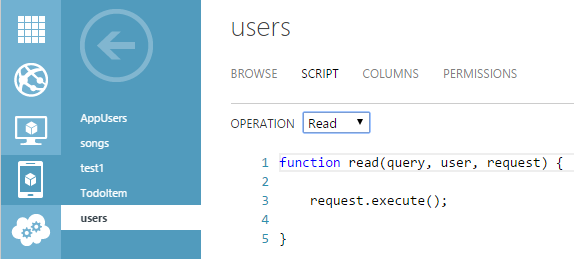 users
BROWSE SCRIPT COLUMNS PERMISSIONS
AppUsers
songs
test1
TodoItem
users
OPERATION Read
1 function read(query, user, request) {
2
3 request.execute();
4
5 }